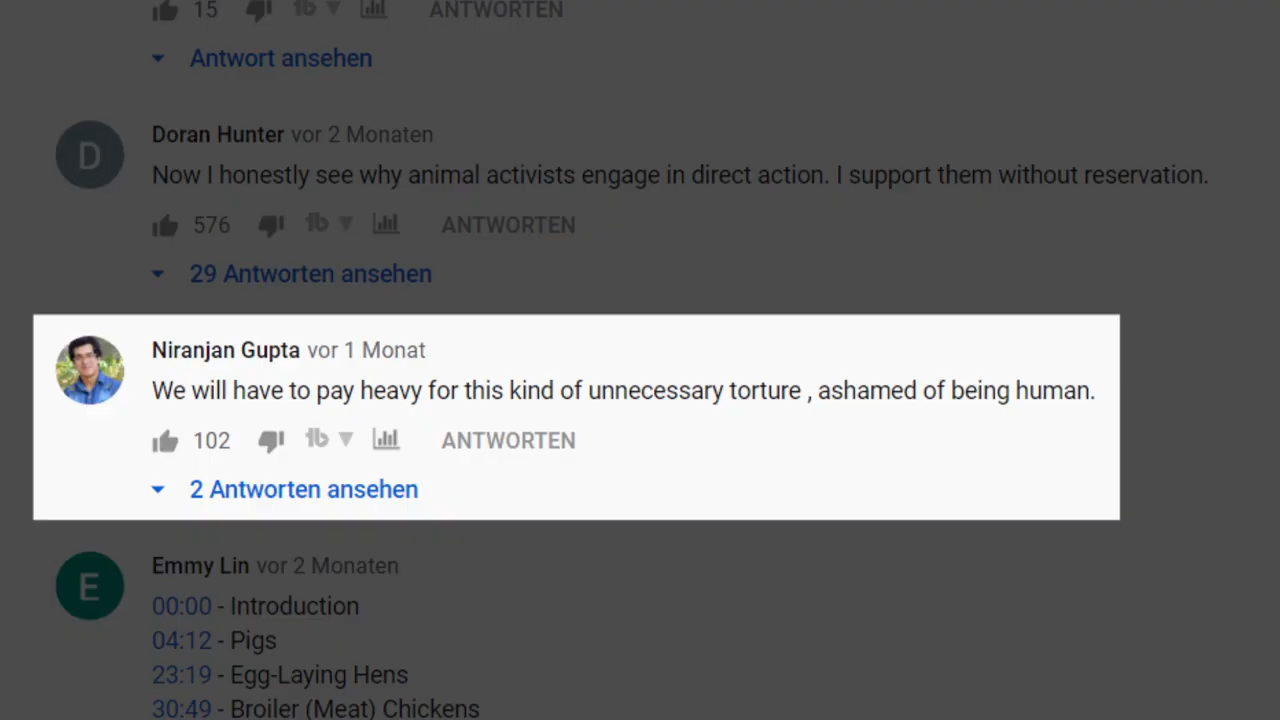 15 ANTWORTEN
Antwort ansehen
D
Doran Hunter vor 2 Monaten
Now I honestly see why animal activists engage in direct action. I support them without reservation.
576 ANTWORTEN
29 Antworten ansehen
Niranjan Gupta vor 1 Monat
We will have to pay heavy for this kind of unnecessary torture , ashamed of being human.
102 ANTWORTEN
2 Antworten ansehen
E
Emmy Lin vor 2 Monaten
00:00 - Introduction
04:12 - Pigs
23:19 - Egg-Laying Hens
30:49 - Broiler (Meat) Chickens